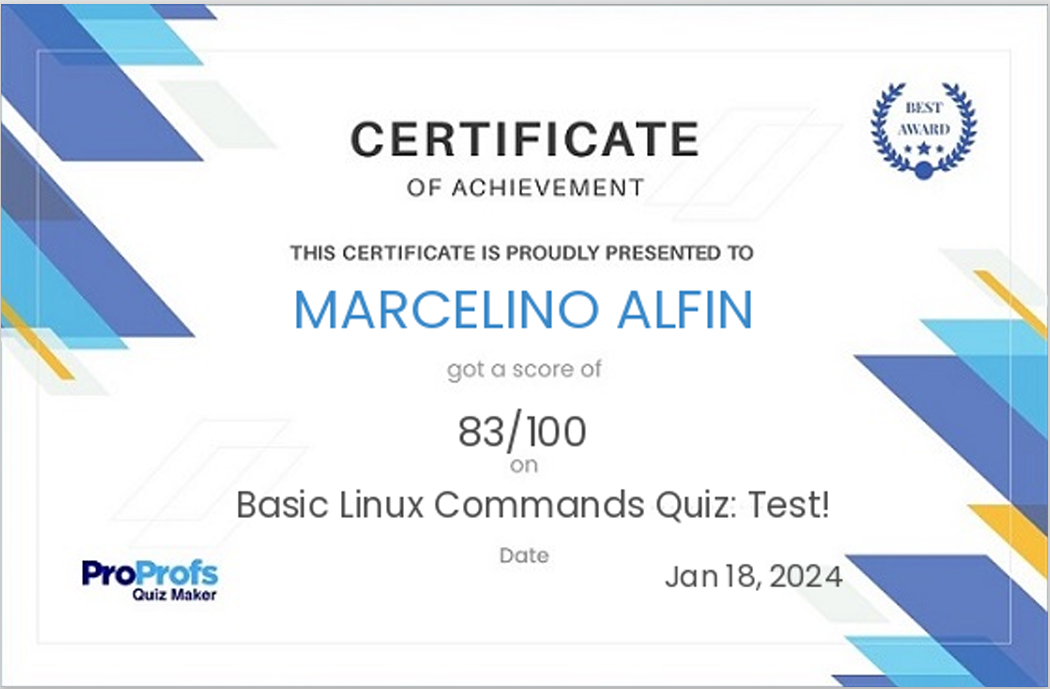 BEST
AWARD
CERTIFICATE
OF ACHIEVEMENT
THIS CERTIFICATE IS PROUDLY PRESENTED TO
MARCELINO ALFIN
got a score of
83/100
on
Basic Linux Commands Quiz: Test!
Date
Jan 18, 2024
ProProfs
Quiz Maker